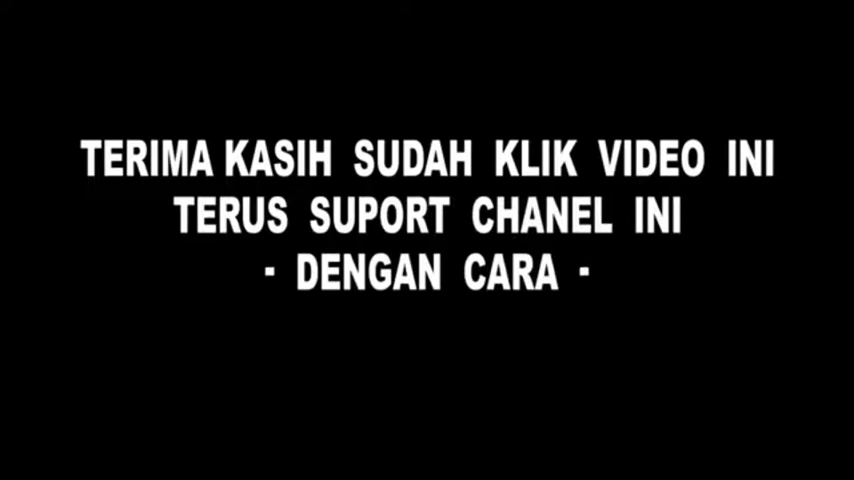 TERIMA KASIH SUDAH KLIK VIDEO INI
TERUS SUPORT CHANEL INI
- DENGAN CARA -